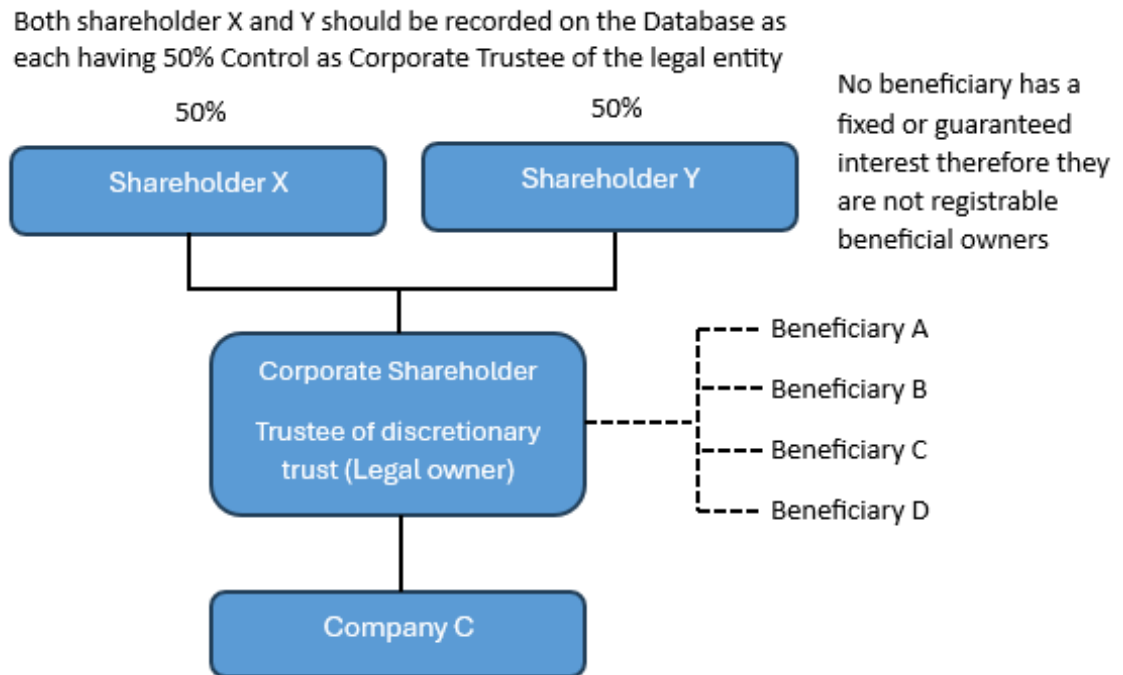 Both shareholder X and Y should be recorded on the Database as
each having 50% Control as Corporate Trustee of the legal entity
50%
50%
No beneficiary has a
fixed or guaranteed
interest therefore they
are not registrable
beneficial owners
Shareholder X
Shareholder Y
Corporate Shareholder
Trustee of discretionary
trust (Legal owner)
Beneficiary A
Beneficiary B
Beneficiary C
Beneficiary D
Company C